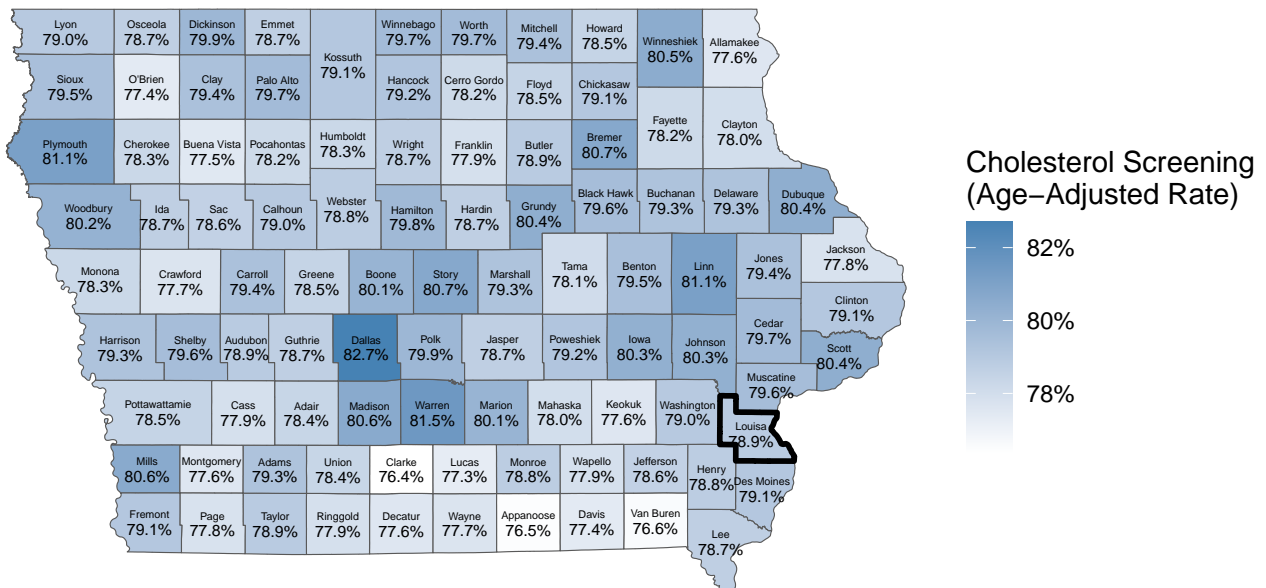 Lyon
79.0%
Osceola
78.7%
Dickinson
79.9%
Emmet
78.7%
Kossuth
79.1%
Winnebago
79.7%
Worth
79.7%
Mitchell
79.4%
Howard
78.5%
Winneshiek
80.5%
Allamakee
77.6%
Sioux
79.5%
O'Brien
77.4%
Clay
79.4%
Palo Alto
79.7%
Hancock
79.2%
Cerro Gordo
78.2%
Floyd
78.5%
Chickasaw
79.1%
Fayette
78.2%
Clayton
78.0%
Plymouth
81.1%
Cherokee
78.3%
Buena Vista
77.5%
Pocahontas
78.2%
Humboldt
78.3%
Wright
78.7%
Franklin
77.9%
Butler
78.9%
Bremer
80.7%
Woodbury
80.2%
Ida
78.7%
Sac
78.6%
Calhoun
79.0%
Webster
78.8%
Hamilton
79.8%
Hardin
78.7%
Grundy
80.4%
Black Hawk
79.6%
Buchanan
79.3%
Delaware
79.3%
Dubuque
80.4%
Monona
78.3%
Crawford
77.7%
Carroll
79.4%
Greene
78.5%
Boone
80.1%
Story
80.7%
Marshall
79.3%
Tama
78.1%
Benton
79.5%
Linn
81.1%
Jones
79.4%
Jackson
77.8%
Clinton
79.1%
Harrison
79.3%
Shelby
79.6%
Audubon
78.9%
Guthrie
78.7%
Dallas
82.7%
Polk
79.9%
Jasper
78.7%
Poweshiek
79.2%
Iowa
80.3%
Johnson
80.3%
Cedar
79.7%
Scott
80.4%
Muscatine
79.6%
Pottawattamie
78.5%
Cass
77.9%
Adair
78.4%
Madison
80.6%
Warren
81.5%
Marion
80.1%
Mahaska
78.0%
Keokuk
77.6%
Washington
79.0%
Louisa
78.9%
Mills
80.6%
Montgomery
77.6%
Adams
79.3%
Union
78.4%
Clarke
76.4%
Lucas
77.3%
Monroe
78.8%
Wapello
77.9%
Jefferson
78.6%
Henry
78.8%
Des Moines
79.1%
Fremont
79.1%
Page
77.8%
Taylor
78.9%
Ringgold
77.9%
Decatur
77.6%
Wayne
77.7%
Appanoose
76.5%
Davis
77.4%
Van Buren
76.6%
Lee
78.7%
Cholesterol Screening
(Age−Adjusted Rate)
82%
80%
78%